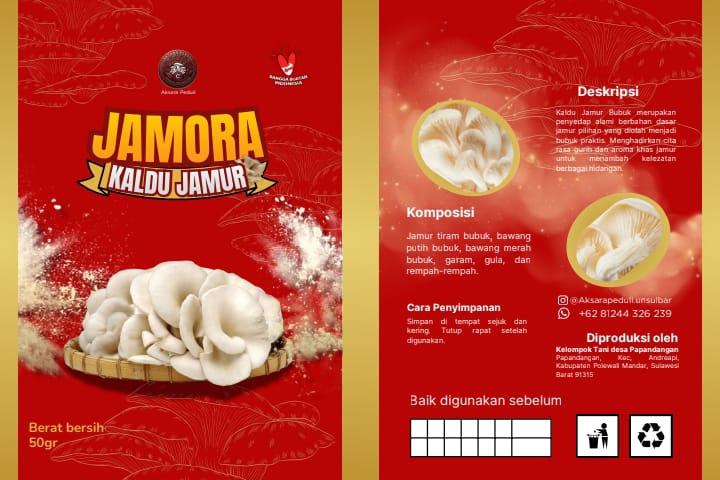 Aksara Peduli
BANGGA BUATAN
INDONESIA
JAMORA
KALDU JAMUR
Berat bersih
50gr
Deskripsi
Kaldu Jamur Bubuk merupakan
penyedap alami berbahan dasar
jamur pilihan yang diolah menjadi
bubuk praktis. Menghadirkan cita
rasa gurih dan aroma khas jamur
untuk menambah kelezatan
berbagai hidangan.
Komposisi
Jamur tiram bubuk, bawang
putih bubuk, bawang merah
bubuk, garam, gula, dan
rempah-rempah.
Cara Penyimpanan
Simpan di tempat sejuk dan
kering. Tutup rapat setelah
digunakan.
@Aksarapeduli.unsulbar
+62 81244 326 239
Diproduksi oleh
Kelompok Tani desa Papandangan
Papandangan, Kec, Andreapi,
Kabupaten Polewali Mandar, Sulawesi
Barat 91315
Baik digunakan sebelum